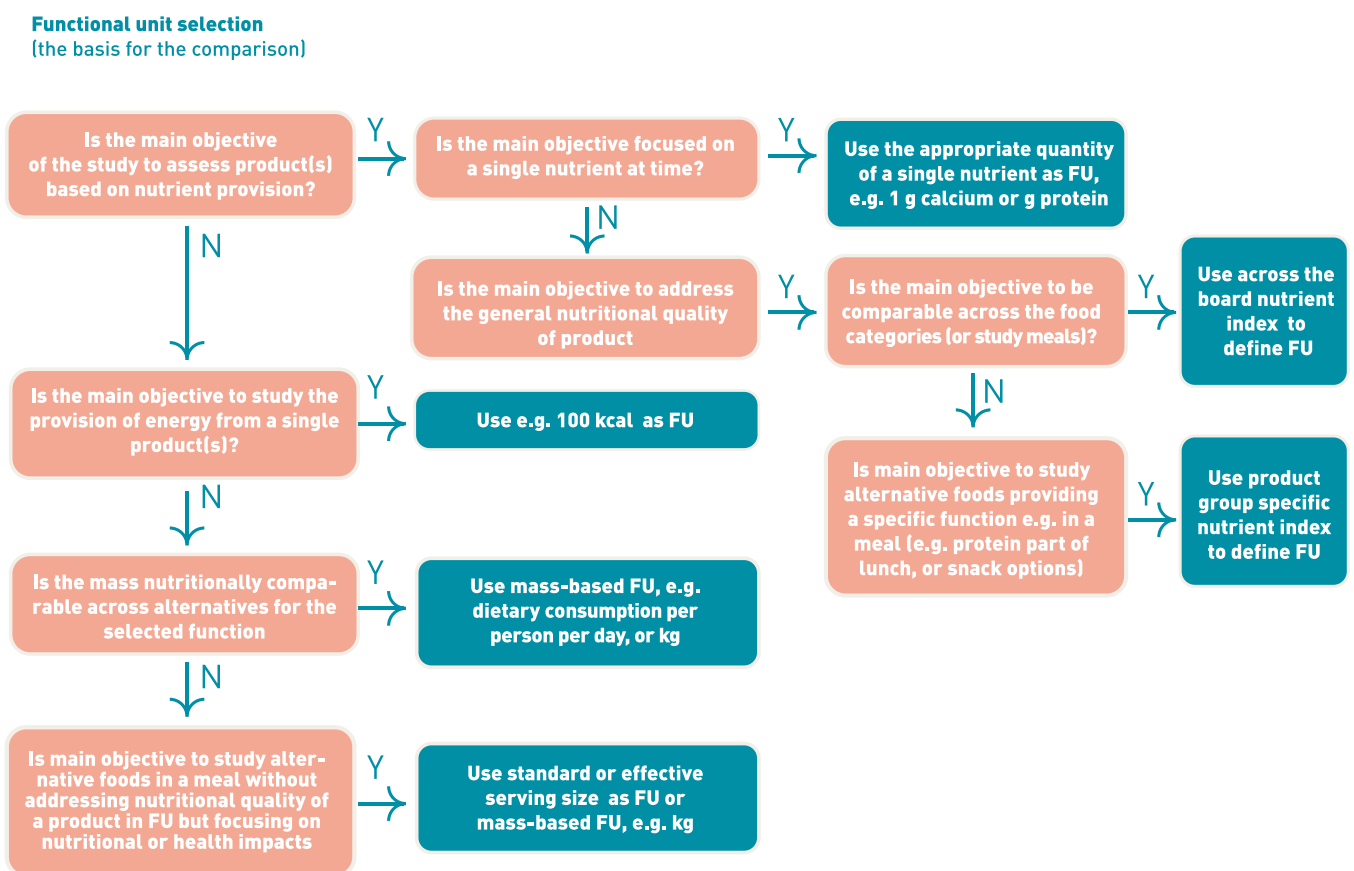 Functional unit selection
(the basis for the comparison)
Is the main objective
of the study to assess product(s)
based on nutrient provision?
Y
Is the main objective focused on
a single nutrient at time?
Y
Use the appropriate quantity
of a single nutrient as FU,
e.g. 1 g calcium or g protein
N
N
Is the main objective to address
the general nutritional quality
of product
Y
Is the main objective to be
comparable across the food
categories (or study meals)?
Y
Use across the
board nutrient
index to
define FU
Is the main objective to study the
provision of energy from a single
product(s)?
Y
Use e.g. 100 kcal as FU
N
Is main objective to study
alternative foods providing
a specific function e.g. in a
meal (e.g. protein part of
lunch, or snack options)
Y
Use product
group specific
nutrient index
to define FU
N
Is the mass nutritionally compa-
rable across alternatives for the
selected function
Y
Use mass-based FU, e.g.
dietary consumption per
person per day, or kg
N
Is main objective to study alter-
native foods in a meal without
addressing nutritional quality of
a product in FU but focusing on
nutritional or health impacts
Y
Use standard or effective
serving size as FU or
mass-based FU, e.g. kg